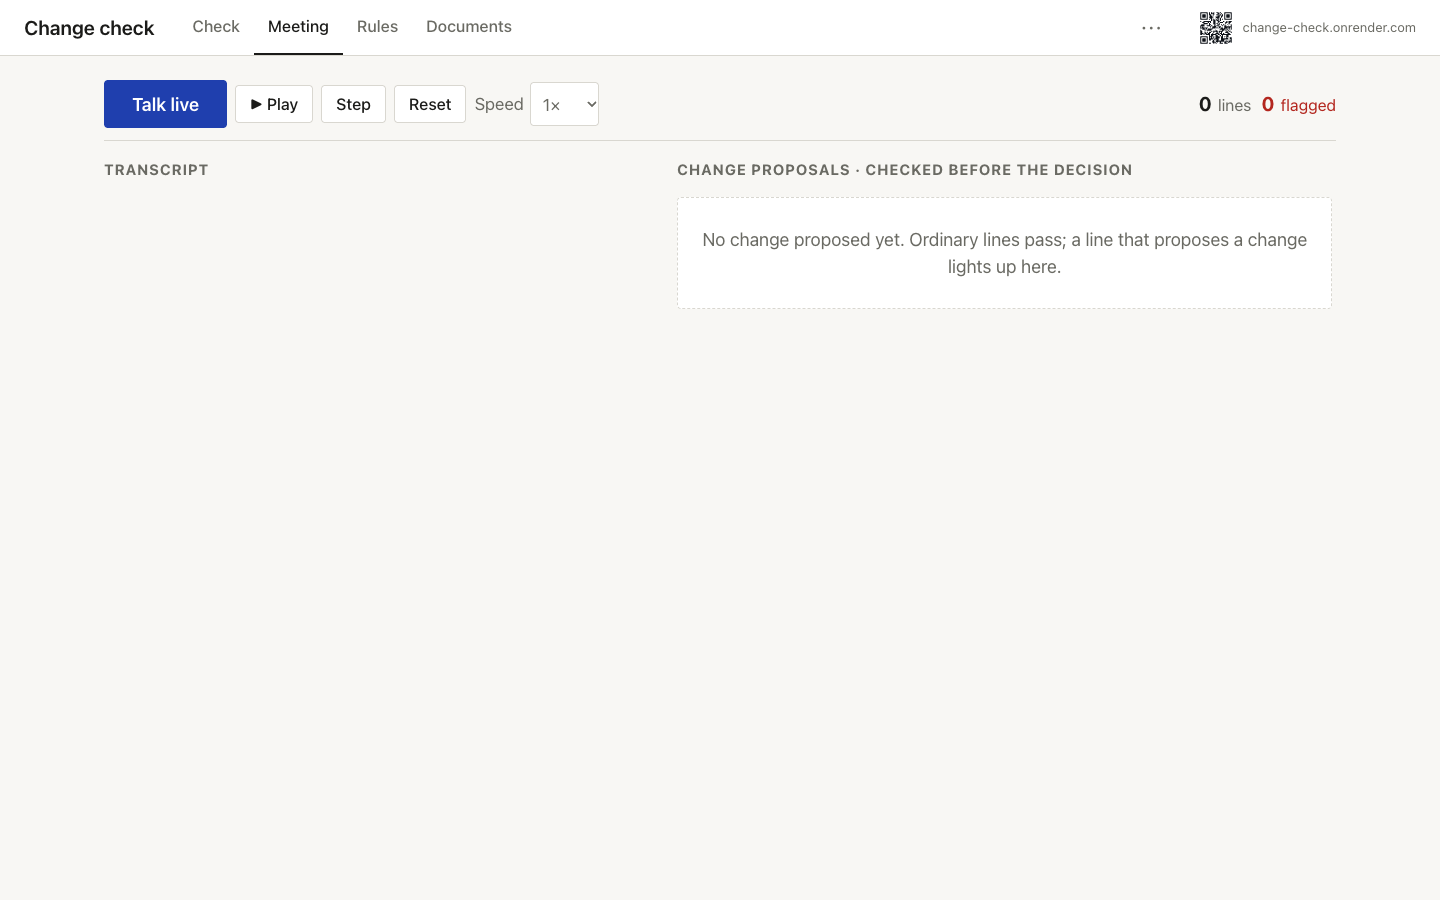 Change check
Check
Meeting
Rules
Documents
···
change-check.onrender.com
Talk live
▶ Play
Step
Reset
Speed
1×
0 lines 0 flagged
TRANSCRIPT
CHANGE PROPOSALS · CHECKED BEFORE THE DECISION
No change proposed yet. Ordinary lines pass; a line that proposes a change
lights up here.